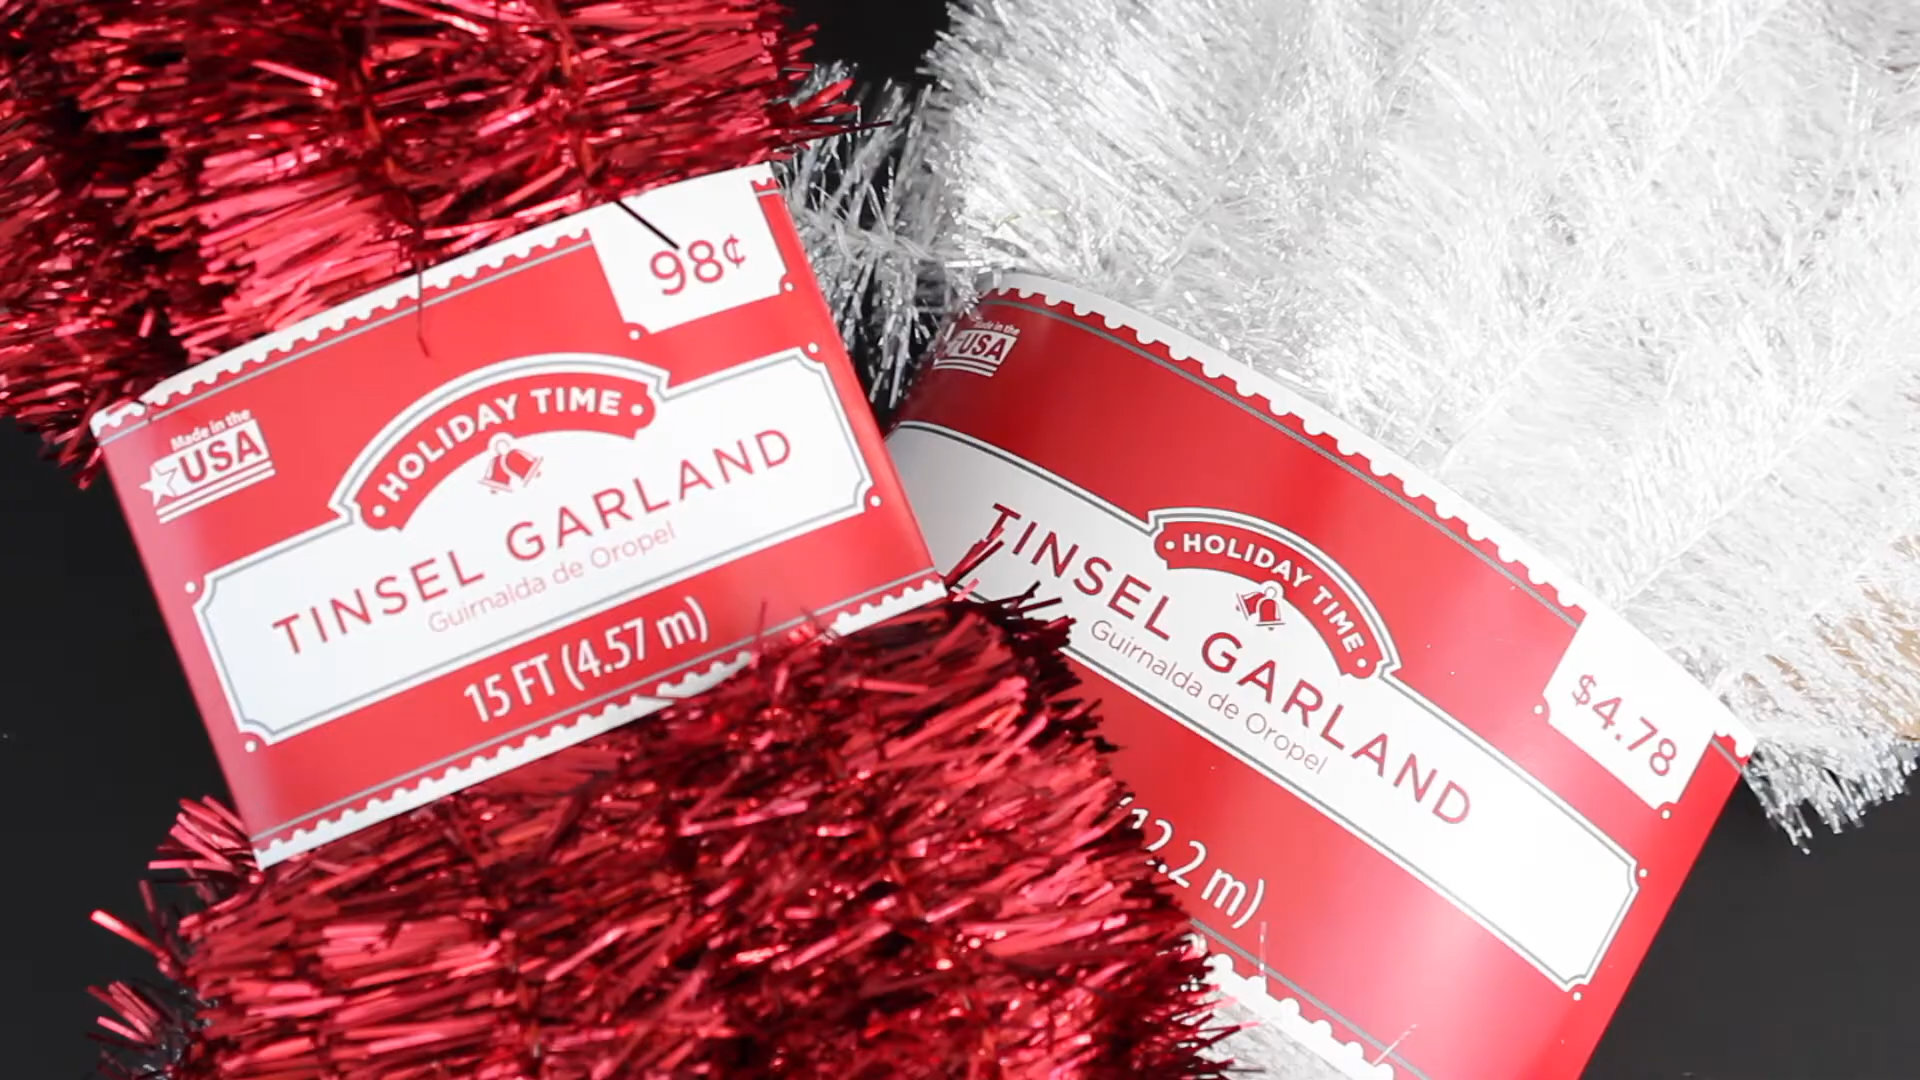 98¢
Made in the
USA
HOLIDAY TIME
TINSEL GARLAND
Guirnalda de Oropel
15 FT (4.57 m)
Made in the
USA
HOLIDAY TIME
TINSEL GARLAND
Guirnalda de Oropel
$4.78
12.2 m)